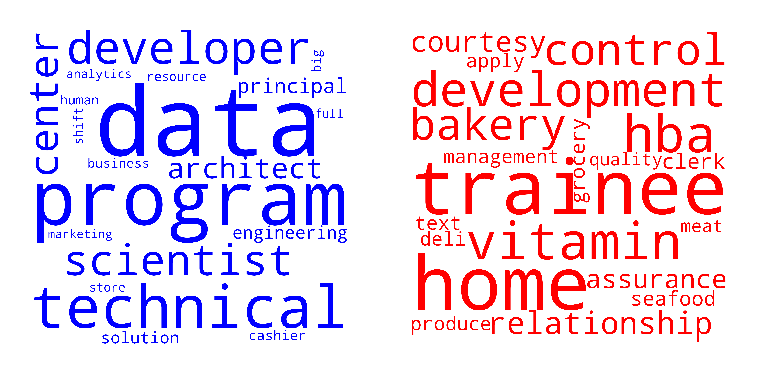 developer
center
analytics
resource
big
principal
human
shift
data
full
business
architect
program
marketing
engineering
scientist
store
technical
solution
cashier
courtesy
control
apply
development
bakery
grocery
hba
management
quality
clerk
trainee
text
meat
deli
vitamin
home
assurance
seafood
produce
relationship